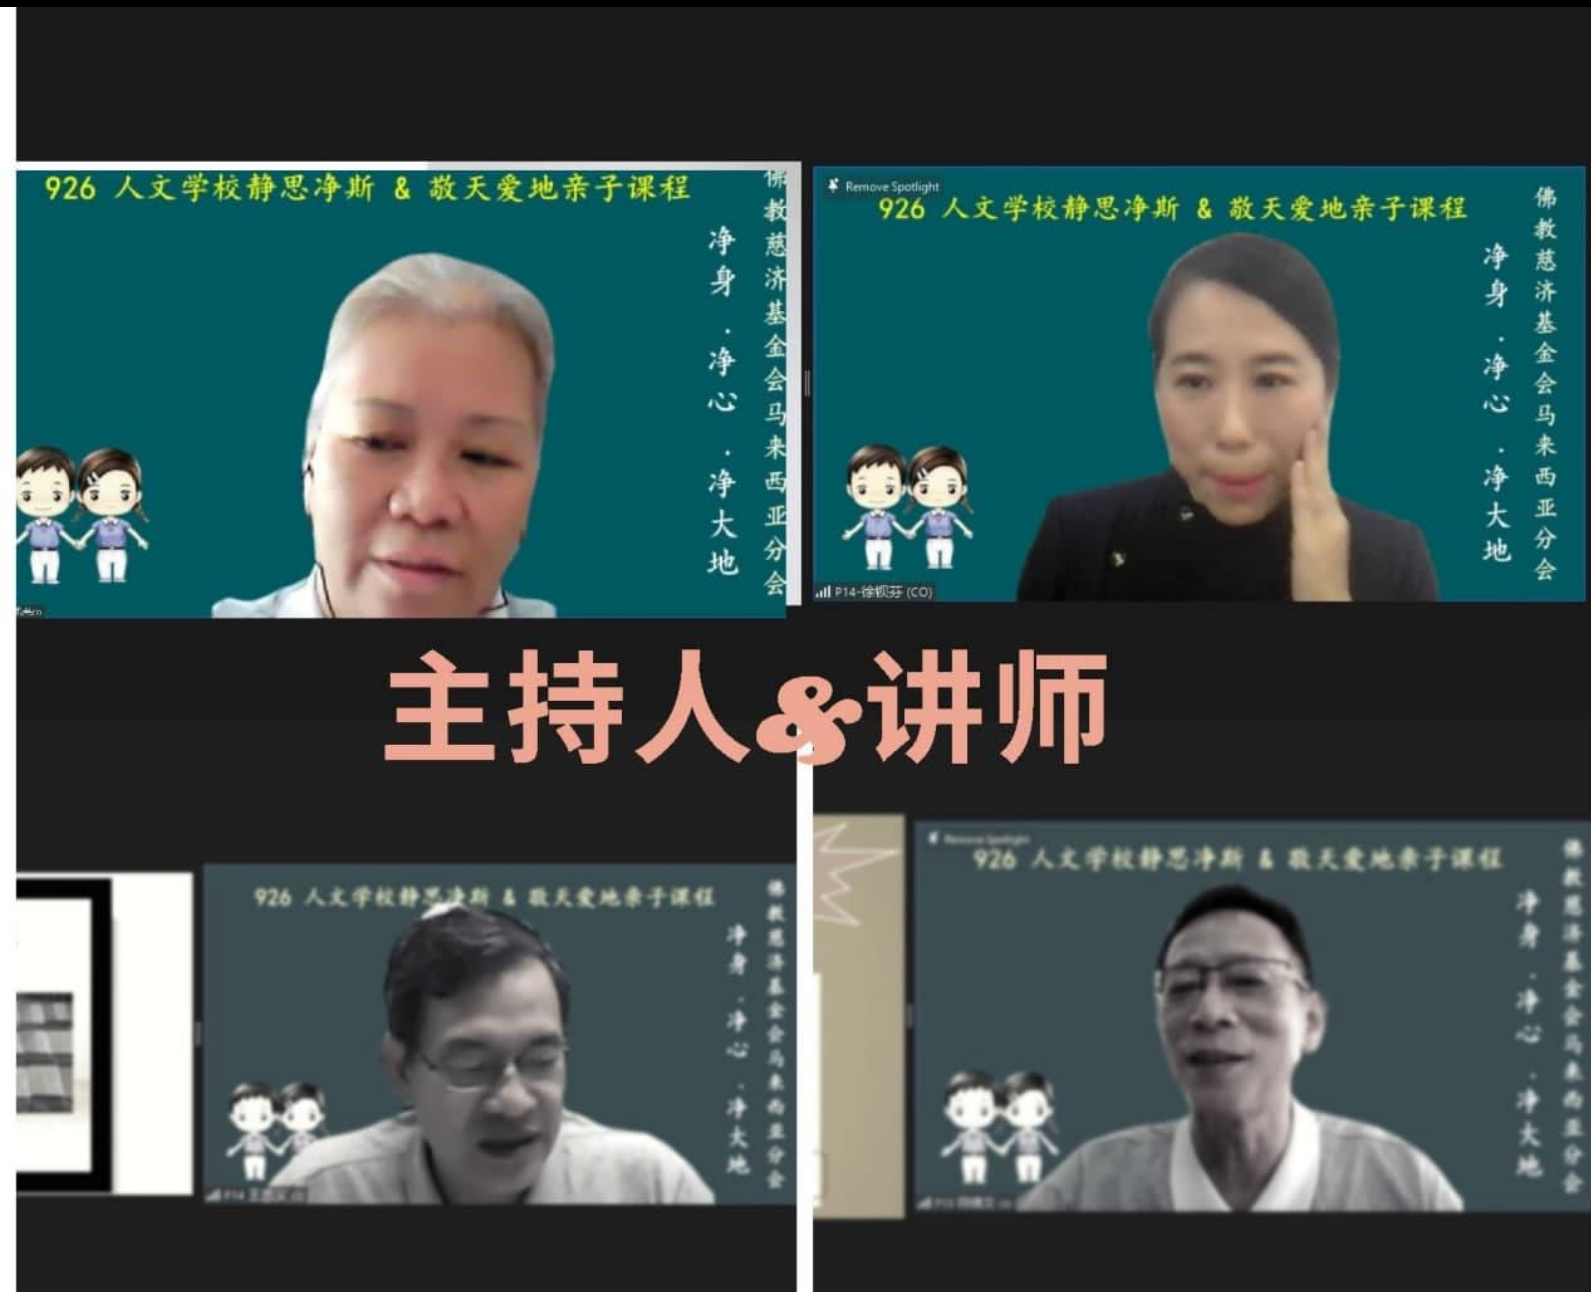 926 人文学校静思净斯 & 敬天爱地亲子课程
净身．净心．净大地
佛教慈济基金会马来西亚分会
Remove Spotlight
926 人文学校静思净斯 & 敬天爱地亲子课程
净身．净心．净大地
佛教慈济基金会马来西亚分会
主持人&讲师
926 人文学校静思净斯 & 敬天爱地亲子课程
净身．净心．净大地
佛教慈济基金会马来西亚分会
Remove Spotlight
926 人文学校静思净斯 & 敬天爱地亲子课程
净身．净心．净大地
佛教慈济基金会马来西亚分会